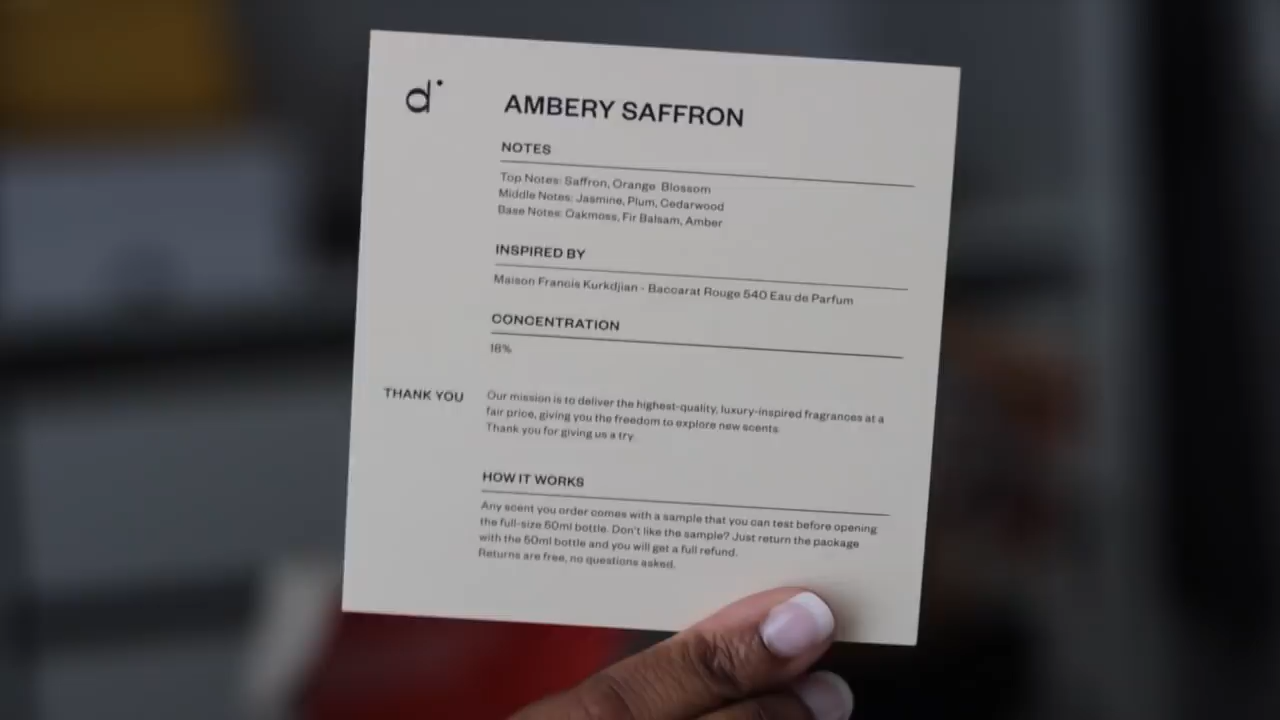 d·
AMBERY SAFFRON
NOTES
Top Notes: Saffron, Orange Blossom
Middle Notes: Jasmine, Plum, Cedarwood
Base Notes: Oakmoss, Fir Balsam, Amber
INSPIRED BY
Maison Francis Kurkdjian - Baccarat Rouge 540 Eau de Parfum
CONCENTRATION
18%
THANK YOU
Our mission is to deliver the highest-quality, luxury-inspired fragrances at a
fair price, giving you the freedom to explore new scents.
Thank you for giving us a try.
HOW IT WORKS
Any scent you order comes with a sample that you can test before opening
the full-size 50ml bottle. Don't like the sample? Just return the package
with the 50ml bottle and you will get a full refund.
Returns are free, no questions asked.